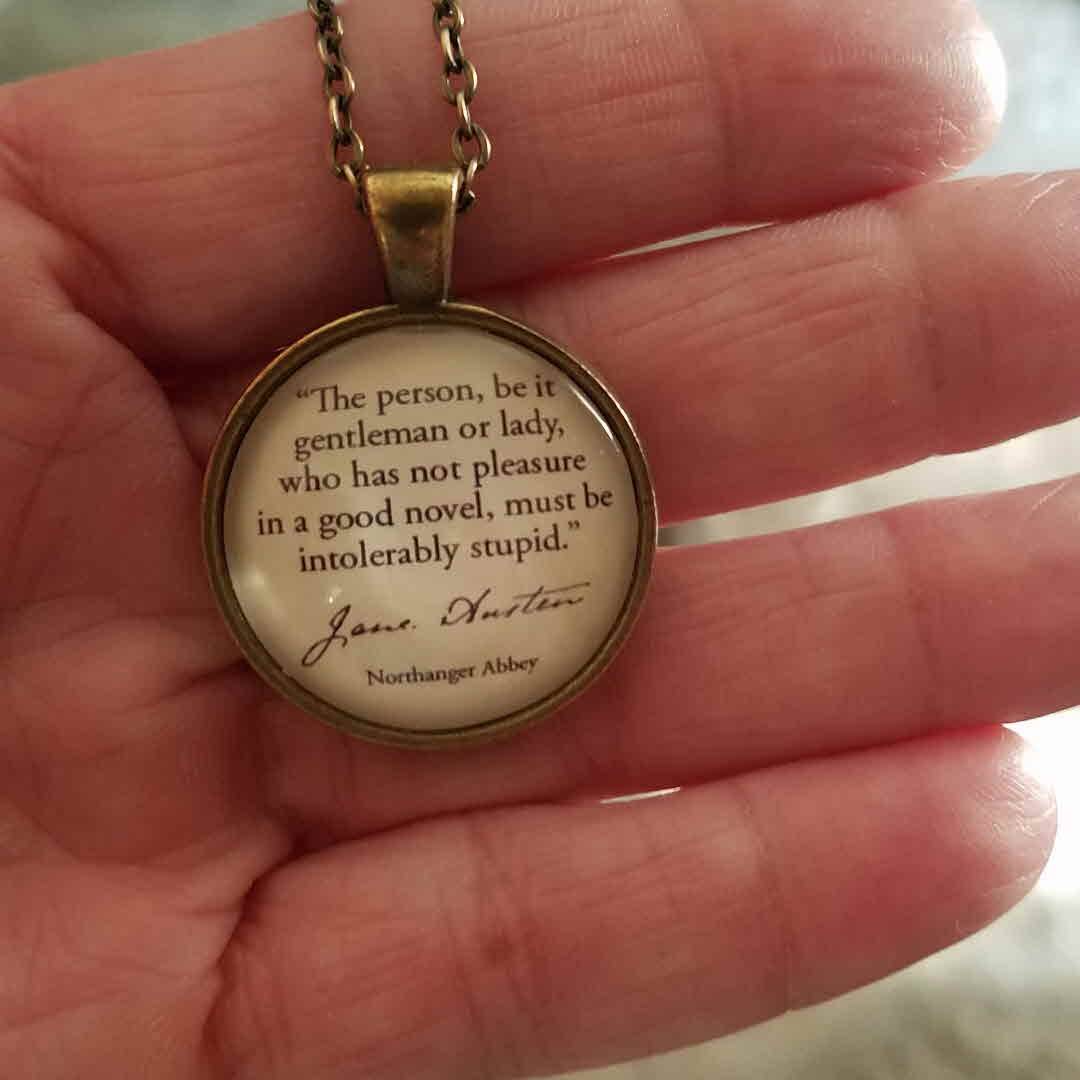 “The person, be it
gentleman or lady,
who has not pleasure
in a good novel, must be
intolerably stupid.”
Jane. Austen
Northanger Abbey